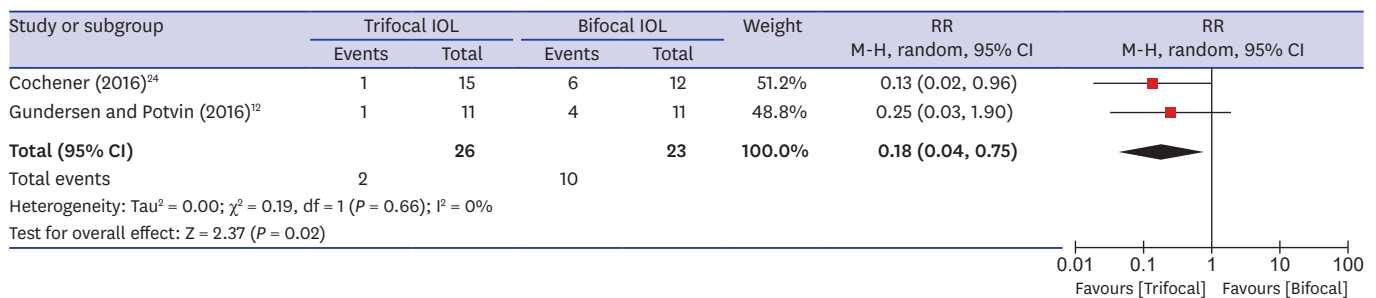 Study or subgroup Trifocal IOL Bifocal IOL Weight RR RR
Events Total Events Total M-H, random, 95% CI M-H, random, 95% CI
Cochener (2016)²⁴ 1 15 6 12 51.2% 0.13 (0.02, 0.96)
Gundersen and Potvin (2016)¹² 1 11 4 11 48.8% 0.25 (0.03, 1.90)
Total (95% CI) 26 23 100.0% 0.18 (0.04, 0.75)
Total events 2 10
Heterogeneity: Tau² = 0.00; χ² = 0.19, df = 1 (P = 0.66); I² = 0%
Test for overall effect: Z = 2.37 (P = 0.02)
0.01 0.1 1 10 100
Favours [Trifocal] Favours [Bifocal]